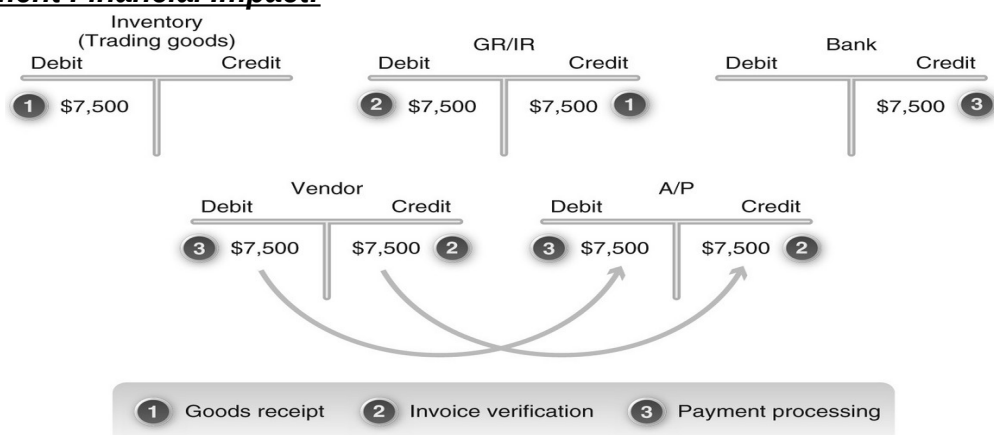 Financial Impact:
Inventory
(Trading goods)
Debit Credit
1 $7,500
GR/IR
Debit Credit
2 $7,500 $7,500 1
Bank
Debit Credit
$7,500 3
Vendor
Debit Credit
3 $7,500 $7,500 2
A/P
Debit Credit
3 $7,500 $7,500 2
1 Goods receipt 2 Invoice verification 3 Payment processing